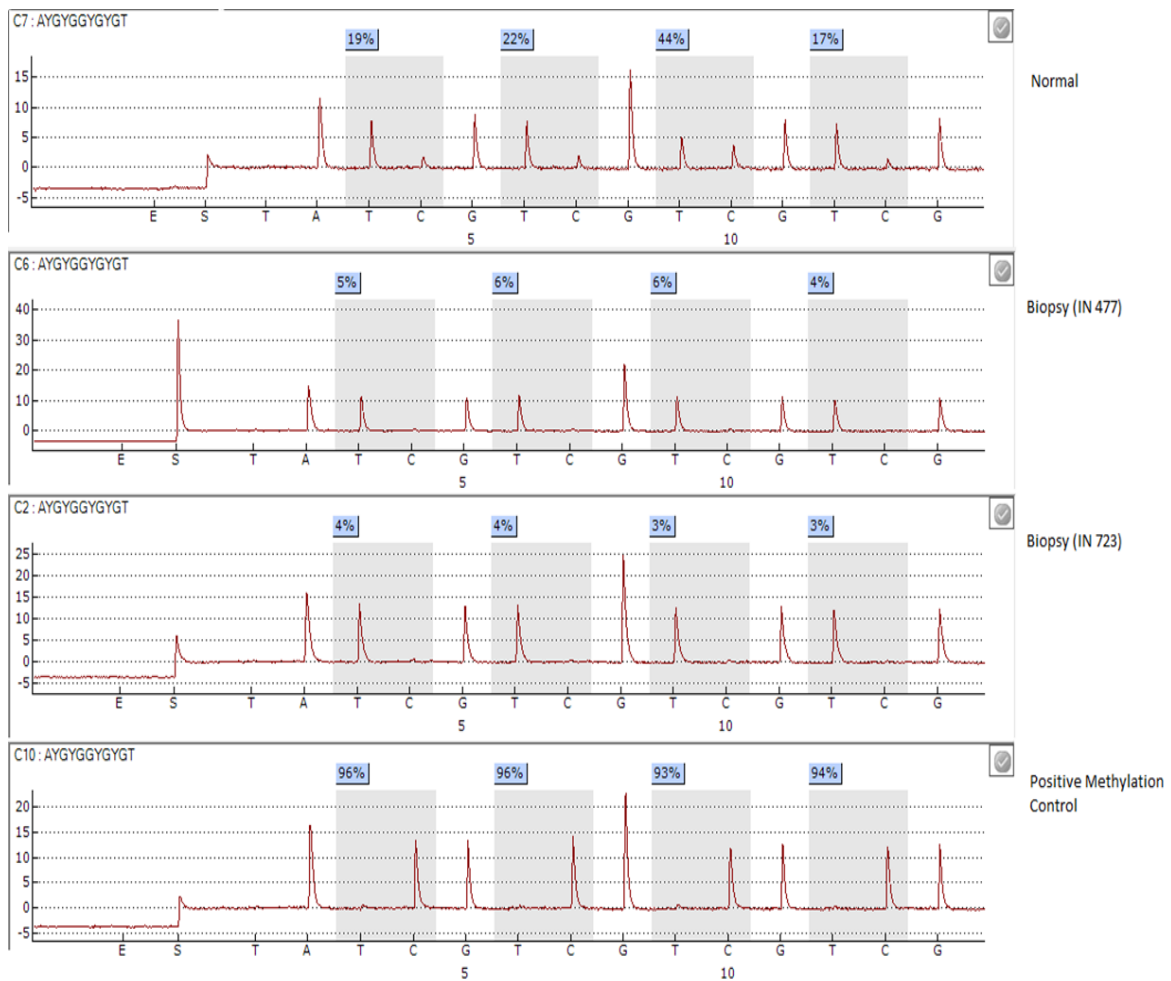 C7 : AYGYGGYGYGT
19% 22% 44% 17%
Normal
15
10
5
0
-5
E S T A T C G T C G T C G T C G
5 10
C6 : AYGYGGYGYGT
5% 6% 6% 4%
Biopsy (IN 477)
40
30
20
10
0
E S T A T C G T C G T C G T C G
5 10
C2 : AYGYGGYGYGT
4% 4% 3% 3%
Biopsy (IN 723)
25
20
15
10
5
0
-5
E S T A T C G T C G T C G T C G
5 10
C10 : AYGYGGYGYGT
96% 96% 93% 94%
Positive Methylation
Control
20
15
10
5
0
-5
E S T A T C G T C G T C G T C G
5 10